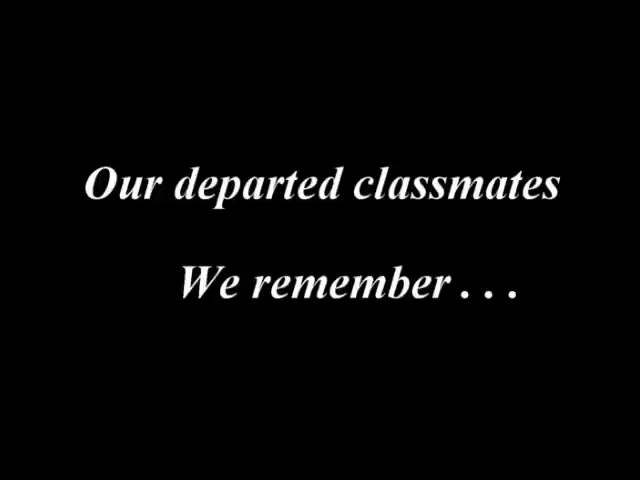 Our departed classmates
We remember . . .